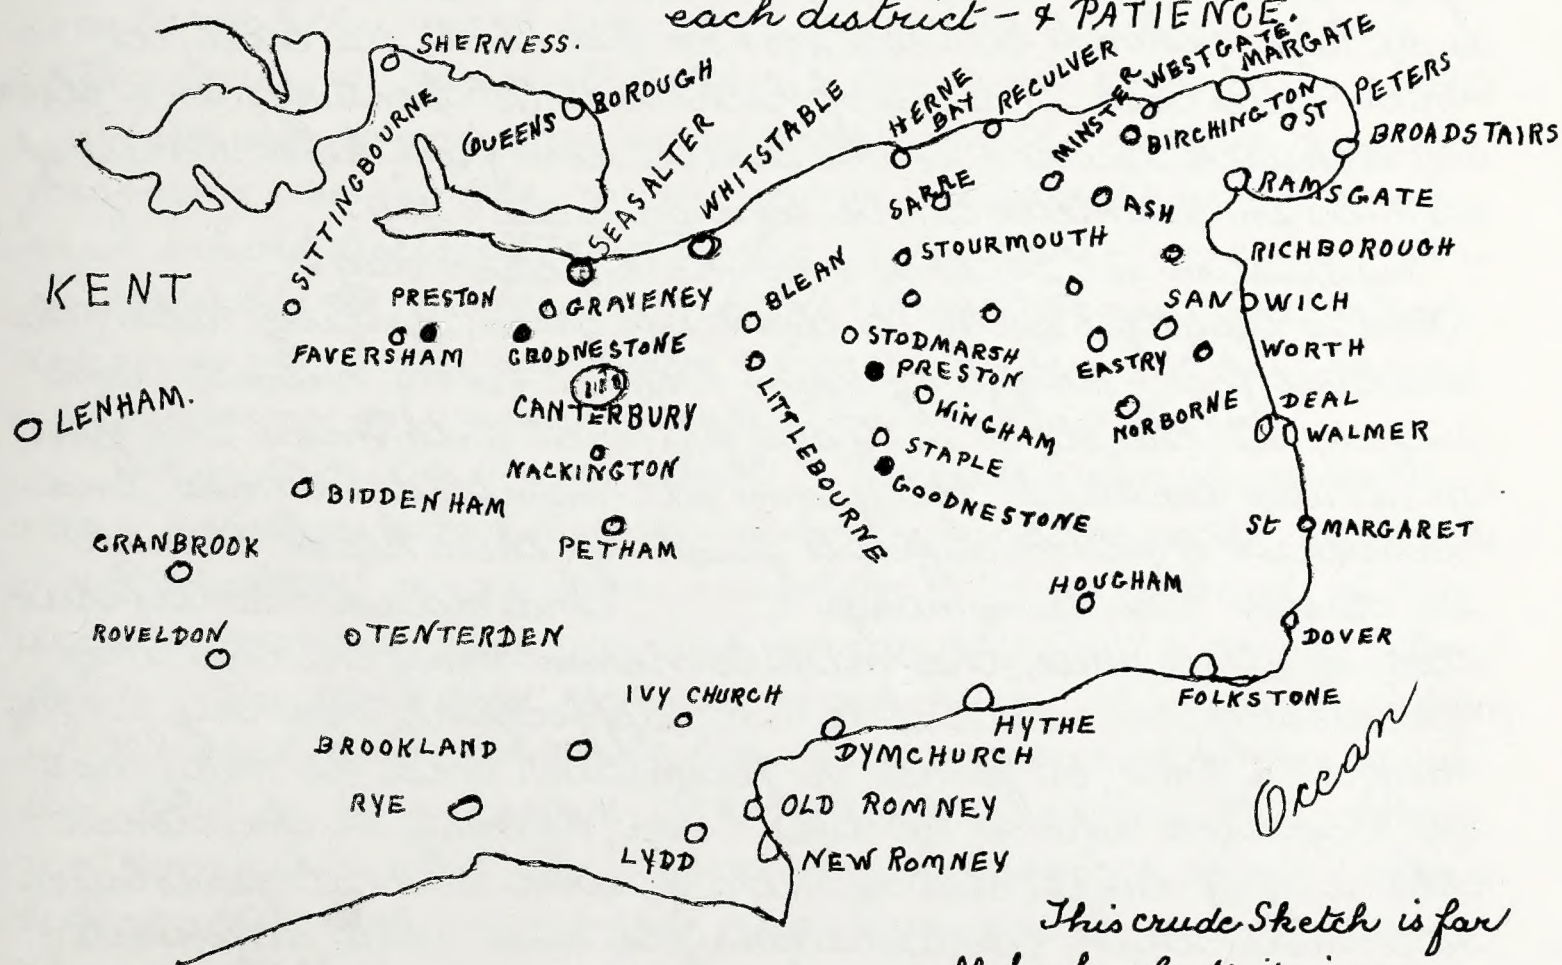 each district - & PATIENCE.
SHERNESS.
QUEENS BOROUGH
SITTTINGBOURNE
SEASALTER
WHITSTABLE
HERNE
BAY
RECULVER
MINSTER
WESTGATE
MARGATE
BIRCHINGTON
ST PETERS
BROADSTAIRS
SARRE
ASH
RAMSGATE
STOURMOUTH
RICHBOROUGH
KENT
PRESTON
GRAVENEY
BLEAN
SANDWICH
FAVERSHAM
GOODNESTONE
STODMARSH
PRESTON
EASTRY
WORTH
LENHAM.
CANTERBURY
LITTLEBOURNE
WINGHAM
NORBORNE
DEAL
WALMER
STAPLE
NACKINGTON
GOODNESTONE
BIDDENHAM
St MARGARET
CRANBROOK
PETHAM
HOUGHAM
ROVELDON
TENTERDEN
DOVER
IVY CHURCH
FOLKSTONE
HYTHE
BROOKLAND
DYMCHURCH
Ocean
RYE
OLD ROMNEY
LYDD
NEW ROMNEY
This crude Sketch is far